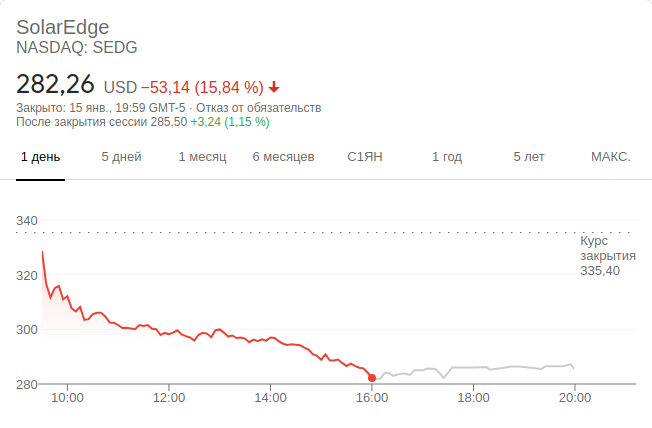 SolarEdge
NASDAQ: SEDG
282,26 USD −53,14 (15,84 %)
Закрыто: 15 янв., 19:59 GMT-5 · Отказ от обязательств
После закрытия сессии 285,50 +3,24 (1,15 %)
1 день 5 дней 1 месяц 6 месяцев С1ЯН 1 год 5 лет МАКС.
340
Курс
закрытия
335,40
320
300
280
10:00 12:00 14:00 16:00 18:00 20:00